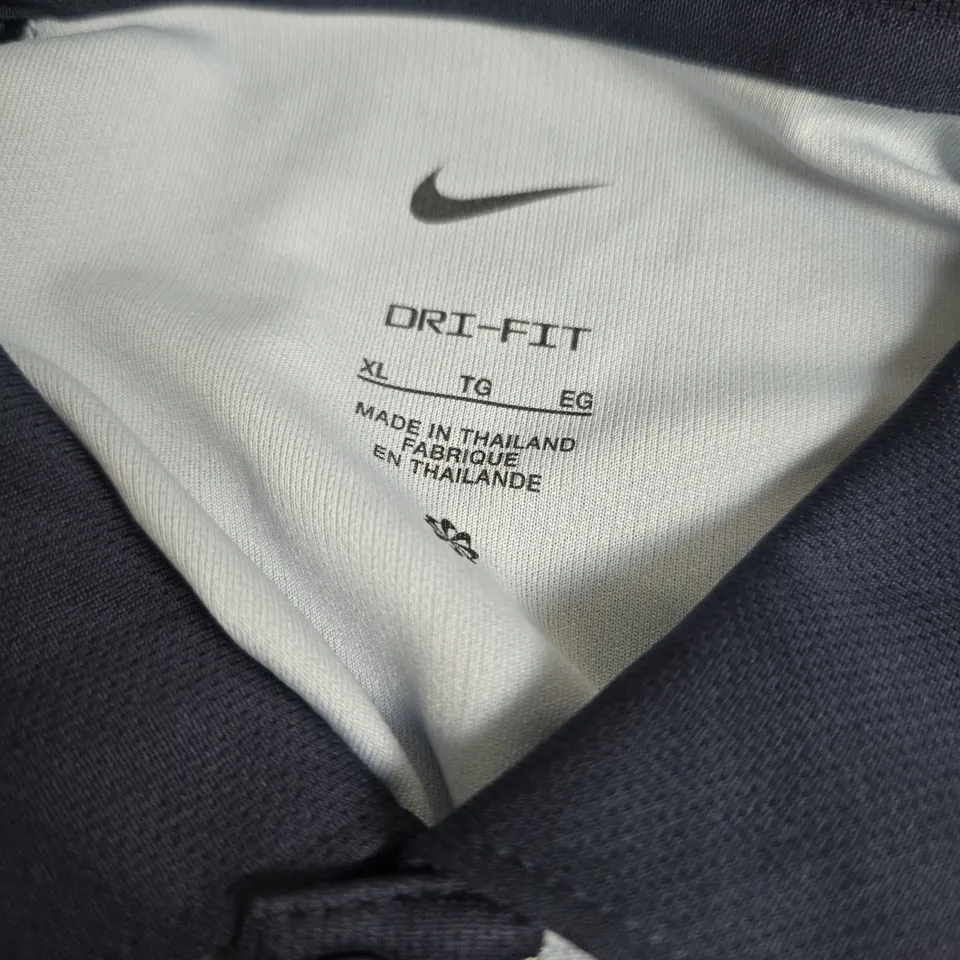 DRI-FIT
XL TG EG
MADE IN THAILAND
FABRIQUE
EN THAILANDE